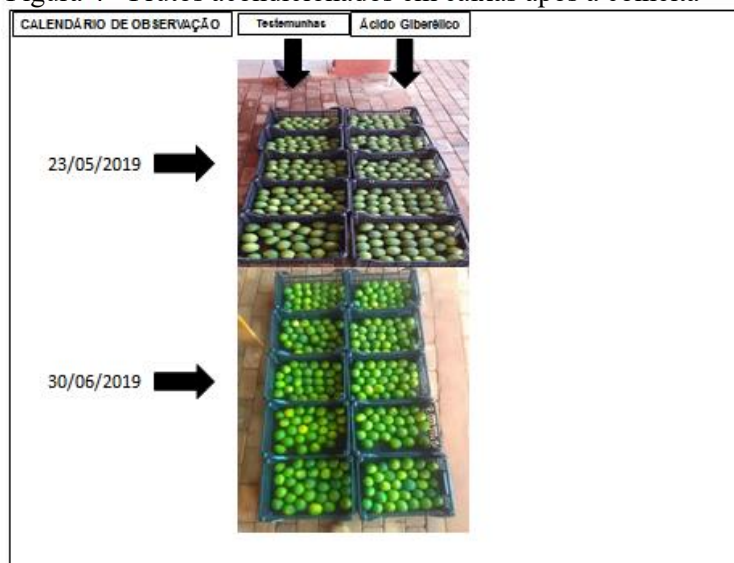 CALENDÁRIO DE OBSERVAÇÃO
Testemunhas
Ácido Giberélico
23/05/2019
30/06/2019